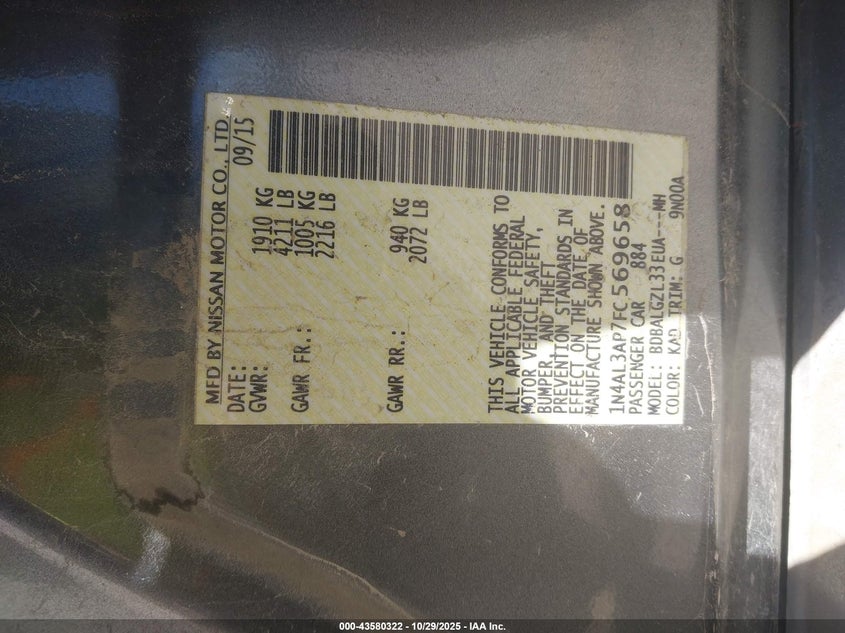 MFD BY NISSAN MOTOR CO., LTD.
DATE: 09/15
GVWR: 1910 KG
4211 LB
GAWR FR.: 1005 KG
2216 LB
GAWR RR.: 940 KG
2072 LB
THIS VEHICLE CONFORMS TO
ALL APPLICABLE FEDERAL
MOTOR VEHICLE SAFETY,
BUMPER AND THEFT
PREVENTION STANDARDS IN
EFFECT ON THE DATE OF
MANUFACTURE SHOWN ABOVE.
1N4AL3AP7FC569658
PASSENGER CAR 884
MODEL: BDBALGZL33EUA---MH
COLOR: KAD TRIM: G 9N00A
000-43580322 - 10/29/2025 - IAA Inc.